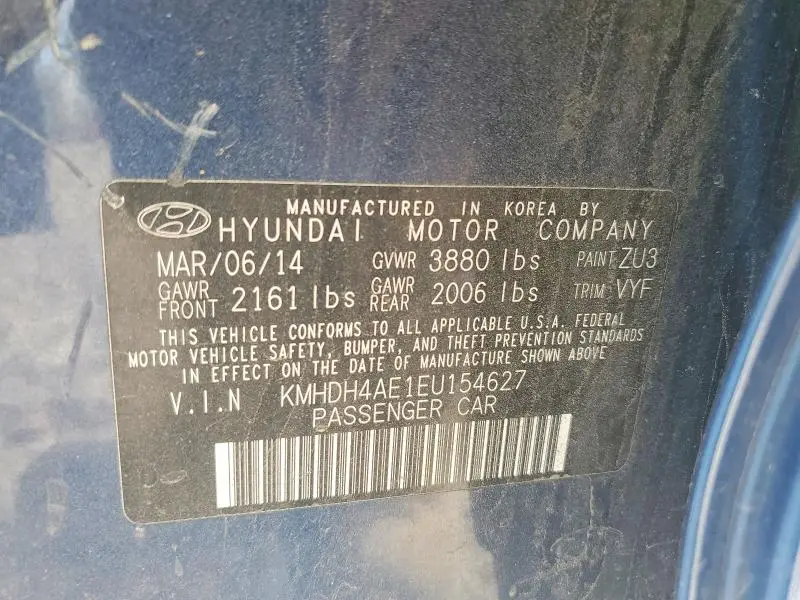 MANUFACTURED IN KOREA BY
HYUNDAI MOTOR COMPANY
MAR/06/14 GVWR 3880 lbs PAINT ZU3
GAWR FRONT 2161 lbs GAWR REAR 2006 lbs TRIM VYF
THIS VEHICLE CONFORMS TO ALL APPLICABLE U.S.A. FEDERAL
MOTOR VEHICLE SAFETY, BUMPER, AND THEFT PREVENTION STANDARDS
IN EFFECT ON THE DATE OF MANUFACTURE SHOWN ABOVE
V.I.N KMHDH4AE1EU154627
PASSENGER CAR